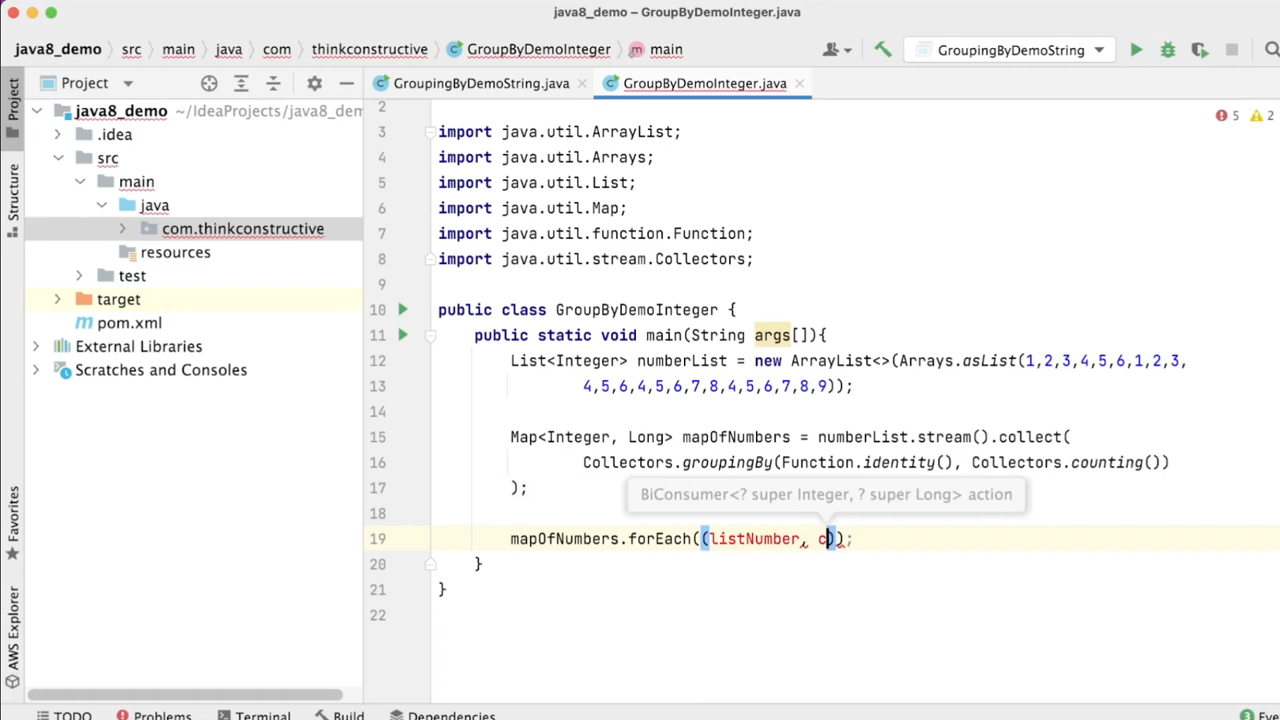 java8_demo – GroupByDemoInteger.java
java8_demo src main java com thinkconstructive GroupByDemoInteger main GroupingByDemoString
Project GroupingByDemoString.java GroupByDemoInteger.java
Project
Structure
Favorites
AWS Explorer
java8_demo ~/IdeaProjects/java8_dem
.idea
src
main
java
com.thinkconstructive
resources
test
target
pom.xml
External Libraries
Scratches and Consoles
5 2
2
3 import java.util.ArrayList;
4 import java.util.Arrays;
5 import java.util.List;
6 import java.util.Map;
7 import java.util.function.Function;
8 import java.util.stream.Collectors;
9
10 public class GroupByDemoInteger {
11 public static void main(String args[]){
12 List<Integer> numberList = new ArrayList<>(Arrays.asList(1,2,3,4,5,6,1,2,3,
13 4,5,6,4,5,6,7,8,4,5,6,7,8,9));
14
15 Map<Integer, Long> mapOfNumbers = numberList.stream().collect(
16 Collectors.groupingBy(Function.identity(), Collectors.counting())
17 );
BiConsumer<? super Integer, ? super Long> action
18
19 mapOfNumbers.forEach((listNumber, c));
20 }
21 }
22
TODO Problems Terminal Build Dependencies 3 Eve